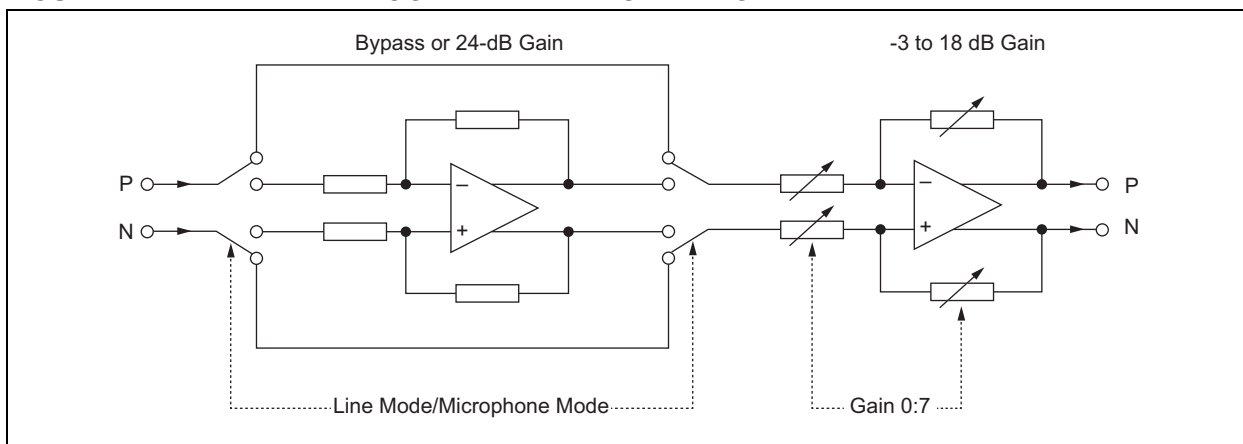 Bypass or 24-dB Gain
-3 to 18 dB Gain
P
N
−
+
−
+
P
N
Line Mode/Microphone Mode
Gain 0:7